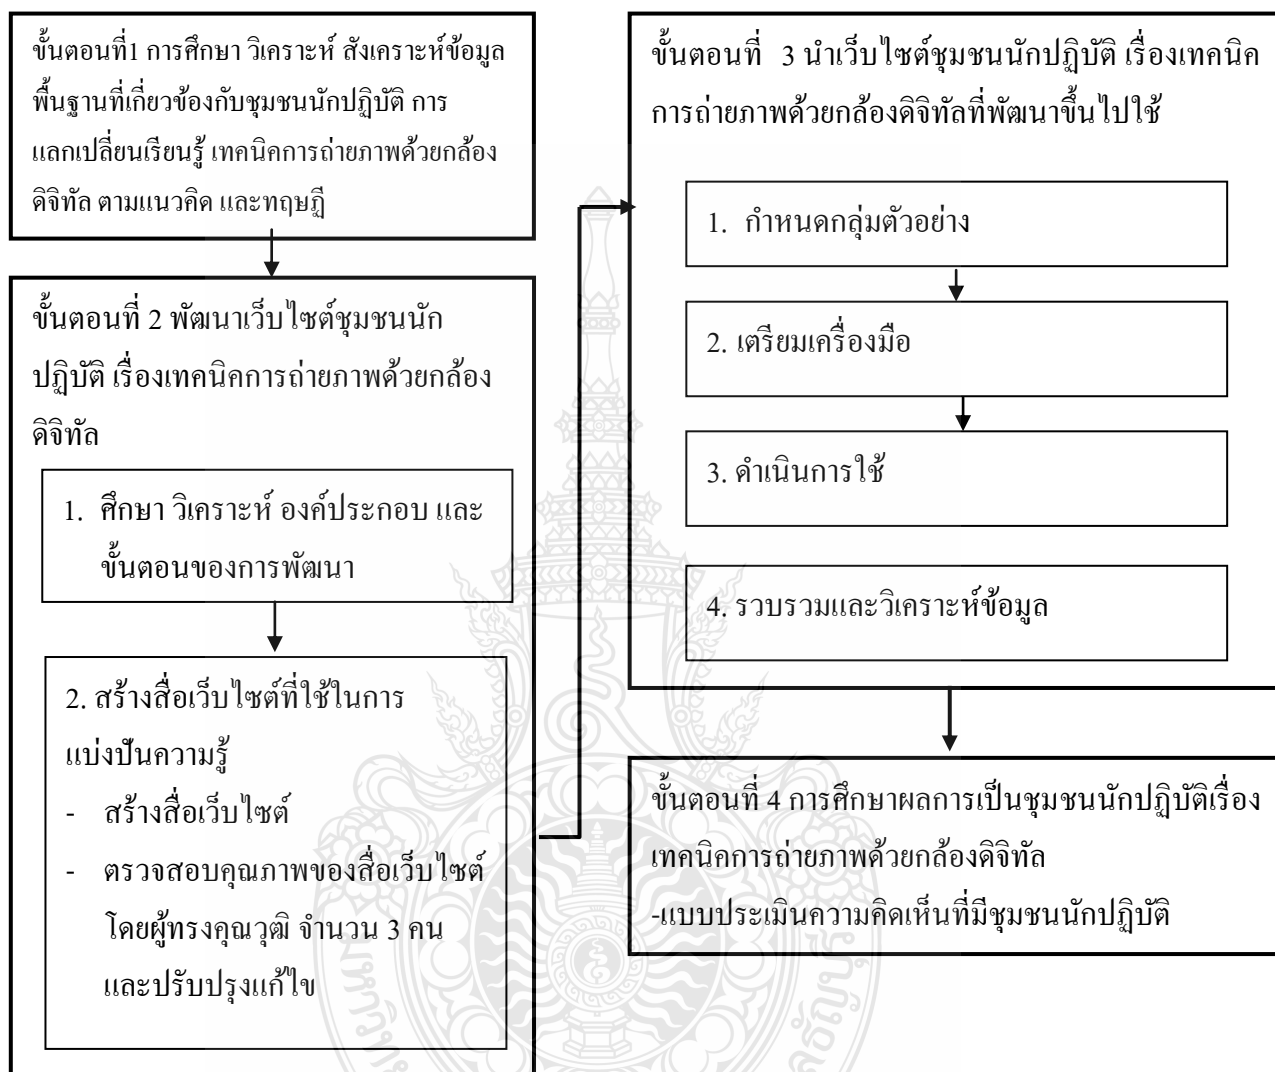 ขั้นตอนที่1 การศึกษา วิเคราะห์ สังเคราะห์ข้อมูล
พื้นฐานที่เกี่ยวข้องกับชุมชนนักปฏิบัติ การ
แลกเปลี่ยนเรียนรู้ เทคนิคการถ่ายภาพด้วยกล้อง
ดิจิทัล ตามแนวคิด และทฤษฎี
ขั้นตอนที่ 2 พัฒนาเว็บไซต์ชุมชนนัก
ปฏิบัติ เรื่องเทคนิคการถ่ายภาพด้วยกล้อง
ดิจิทัล
1. ศึกษา วิเคราะห์ องค์ประกอบ และ
ขั้นตอนของการพัฒนา
2. สร้างสื่อเว็บไซต์ที่ใช้ในการ
แบ่งปันความรู้
- สร้างสื่อเว็บไซต์
- ตรวจสอบคุณภาพของสื่อเว็บไซต์
โดยผู้ทรงคุณวุฒิ จำนวน 3 คน
และปรับปรุงแก้ไข
ขั้นตอนที่ 3 นำเว็บไซต์ชุมชนนักปฏิบัติ เรื่องเทคนิค
การถ่ายภาพด้วยกล้องดิจิทัลที่พัฒนาขึ้นไปใช้
1. กำหนดกลุ่มตัวอย่าง
2. เตรียมเครื่องมือ
3. ดำเนินการใช้
4. รวบรวมและวิเคราะห์ข้อมูล
ขั้นตอนที่ 4 การศึกษาผลการเป็นชุมชนนักปฏิบัติเรื่อง
เทคนิคการถ่ายภาพด้วยกล้องดิจิทัล
-แบบประเมินความคิดเห็นที่มีชุมชนนักปฏิบัติ